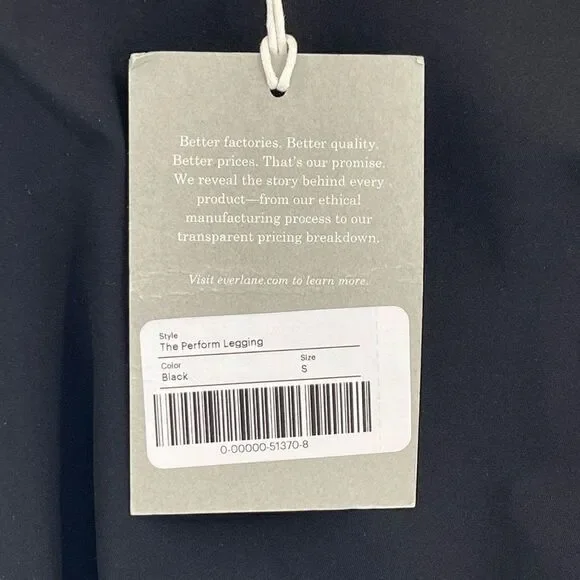 Better factories. Better quality.
Better prices. That's our promise.
We reveal the story behind every
product—from our ethical
manufacturing process to our
transparent pricing breakdown.
Visit everlane.com to learn more.
Style
The Perform Legging
Color Size
Black S
0-00000-51370-8